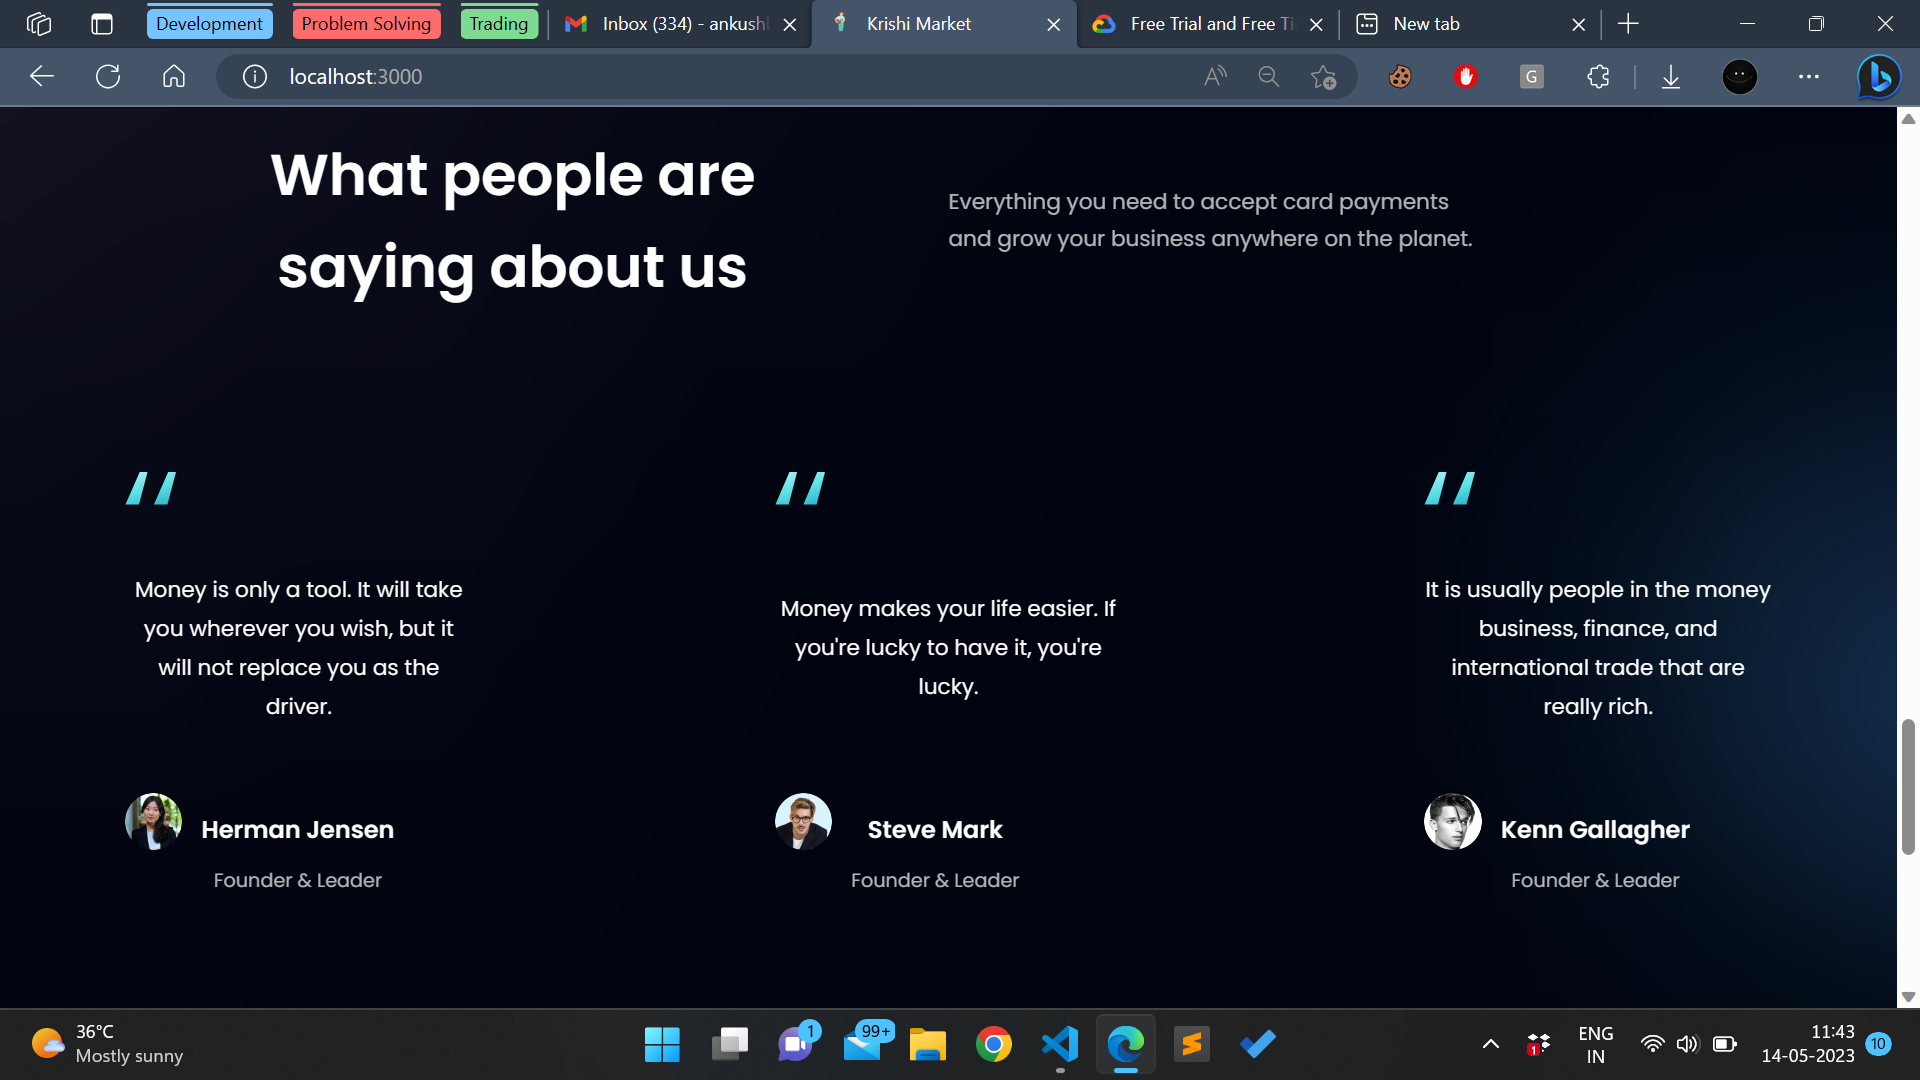 Development
Problem Solving
Trading
Inbox (334) - ankush
Krishi Market
Free Trial and Free Ti
New tab
localhost:3000
G
What people are
saying about us
Everything you need to accept card payments
and grow your business anywhere on the planet.
Money is only a tool. It will take
you wherever you wish, but it
will not replace you as the
driver.
Herman Jensen
Founder & Leader
Money makes your life easier. If
you're lucky to have it, you're
lucky.
Steve Mark
Founder & Leader
It is usually people in the money
business, finance, and
international trade that are
really rich.
Kenn Gallagher
Founder & Leader
36°C
Mostly sunny
1
99+
1
ENG
IN
11:43
14-05-2023
10